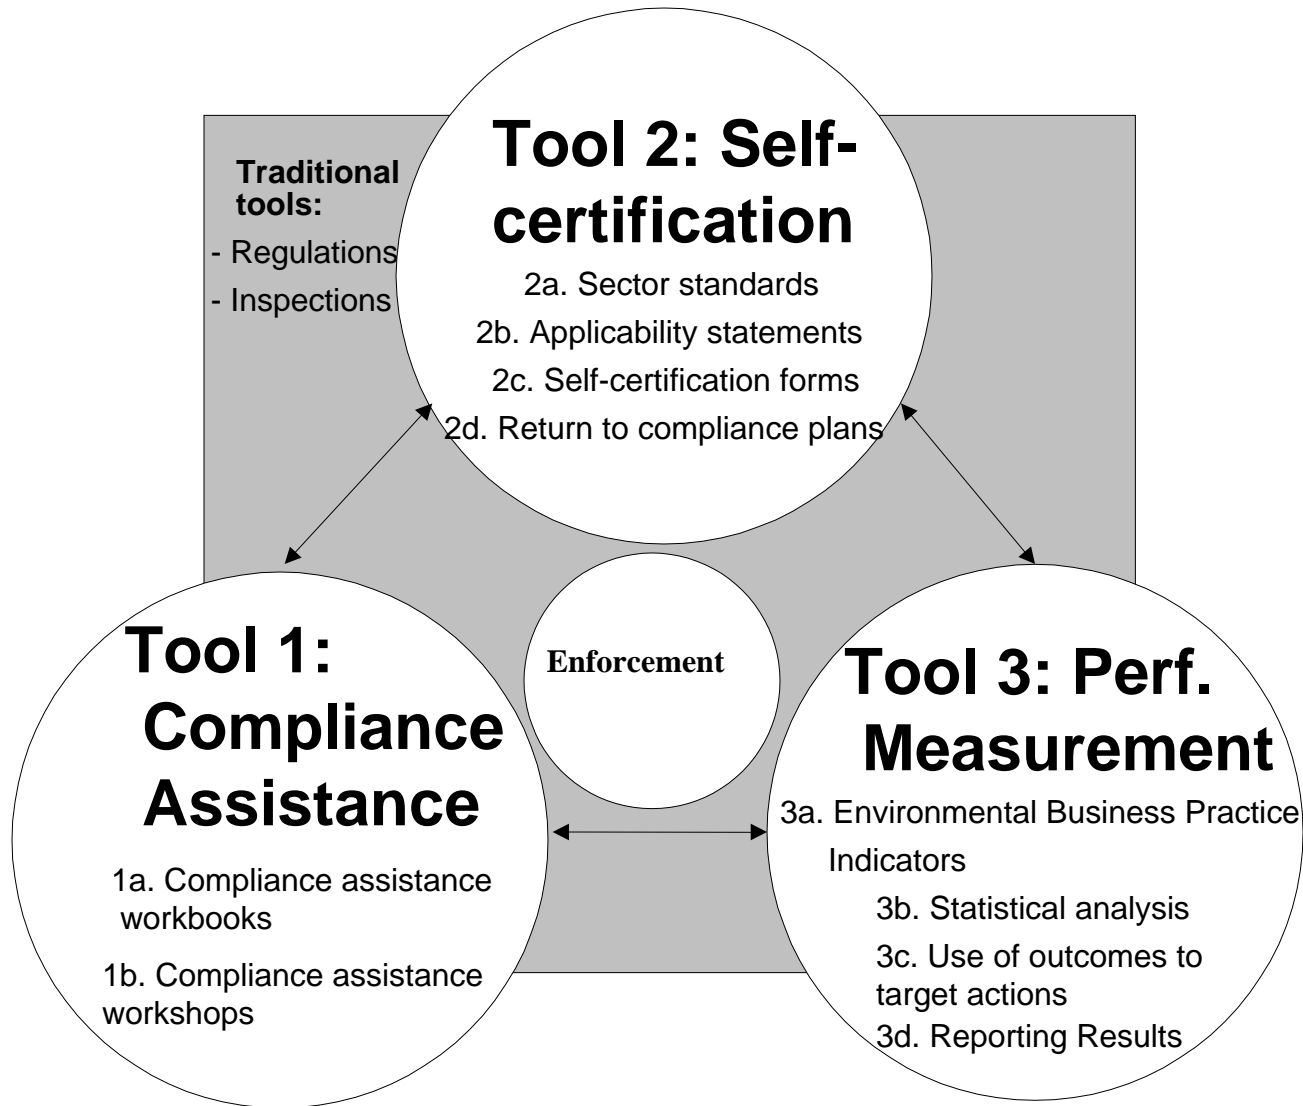 Traditional
tools:
- Regulations
- Inspections
Tool 2: Self-
certification
2a. Sector standards
2b. Applicability statements
2c. Self-certification forms
2d. Return to compliance plans
Enforcement
Tool 1:
Compliance
Assistance
1a. Compliance assistance
workbooks
1b. Compliance assistance
workshops
Tool 3: Perf.
Measurement
3a. Environmental Business Practice
Indicators
3b. Statistical analysis
3c. Use of outcomes to
target actions
3d. Reporting Results